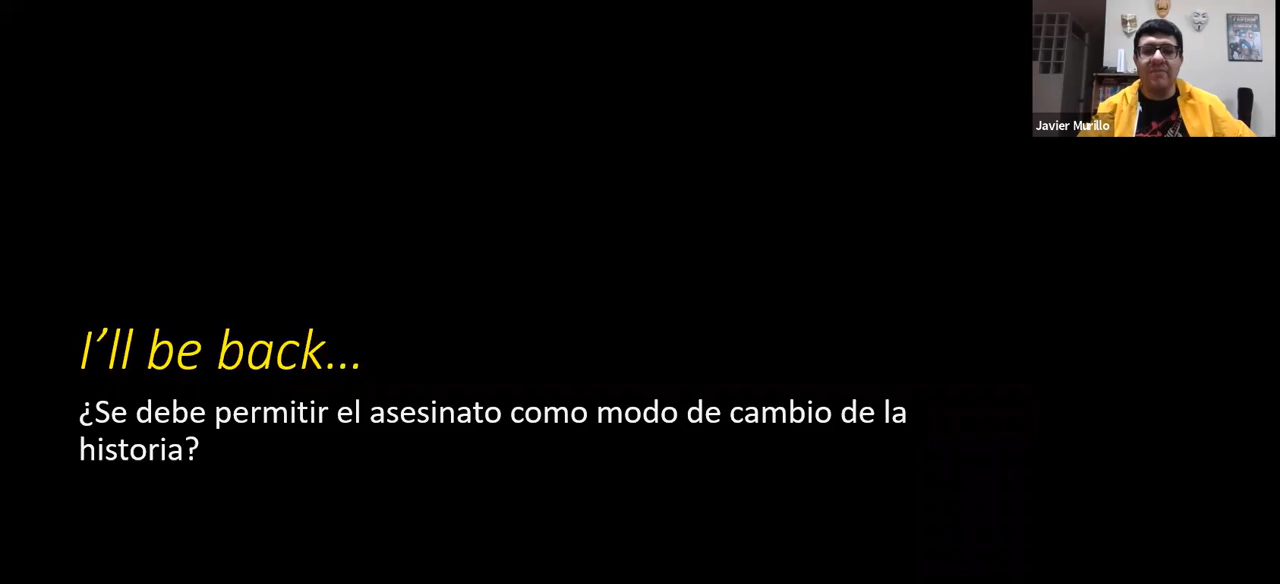 Javier Murillo
I’ll be back…
¿Se debe permitir el asesinato como modo de cambio de la
historia?